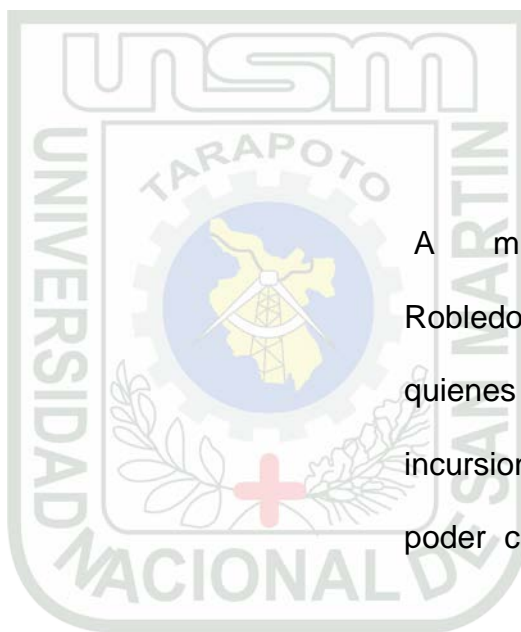 unsm
UNIVERSIDAD
TARAPOTO
NACIONAL DE
SAN MARTIN
A m
Robledo
quienes
incursion
poder c